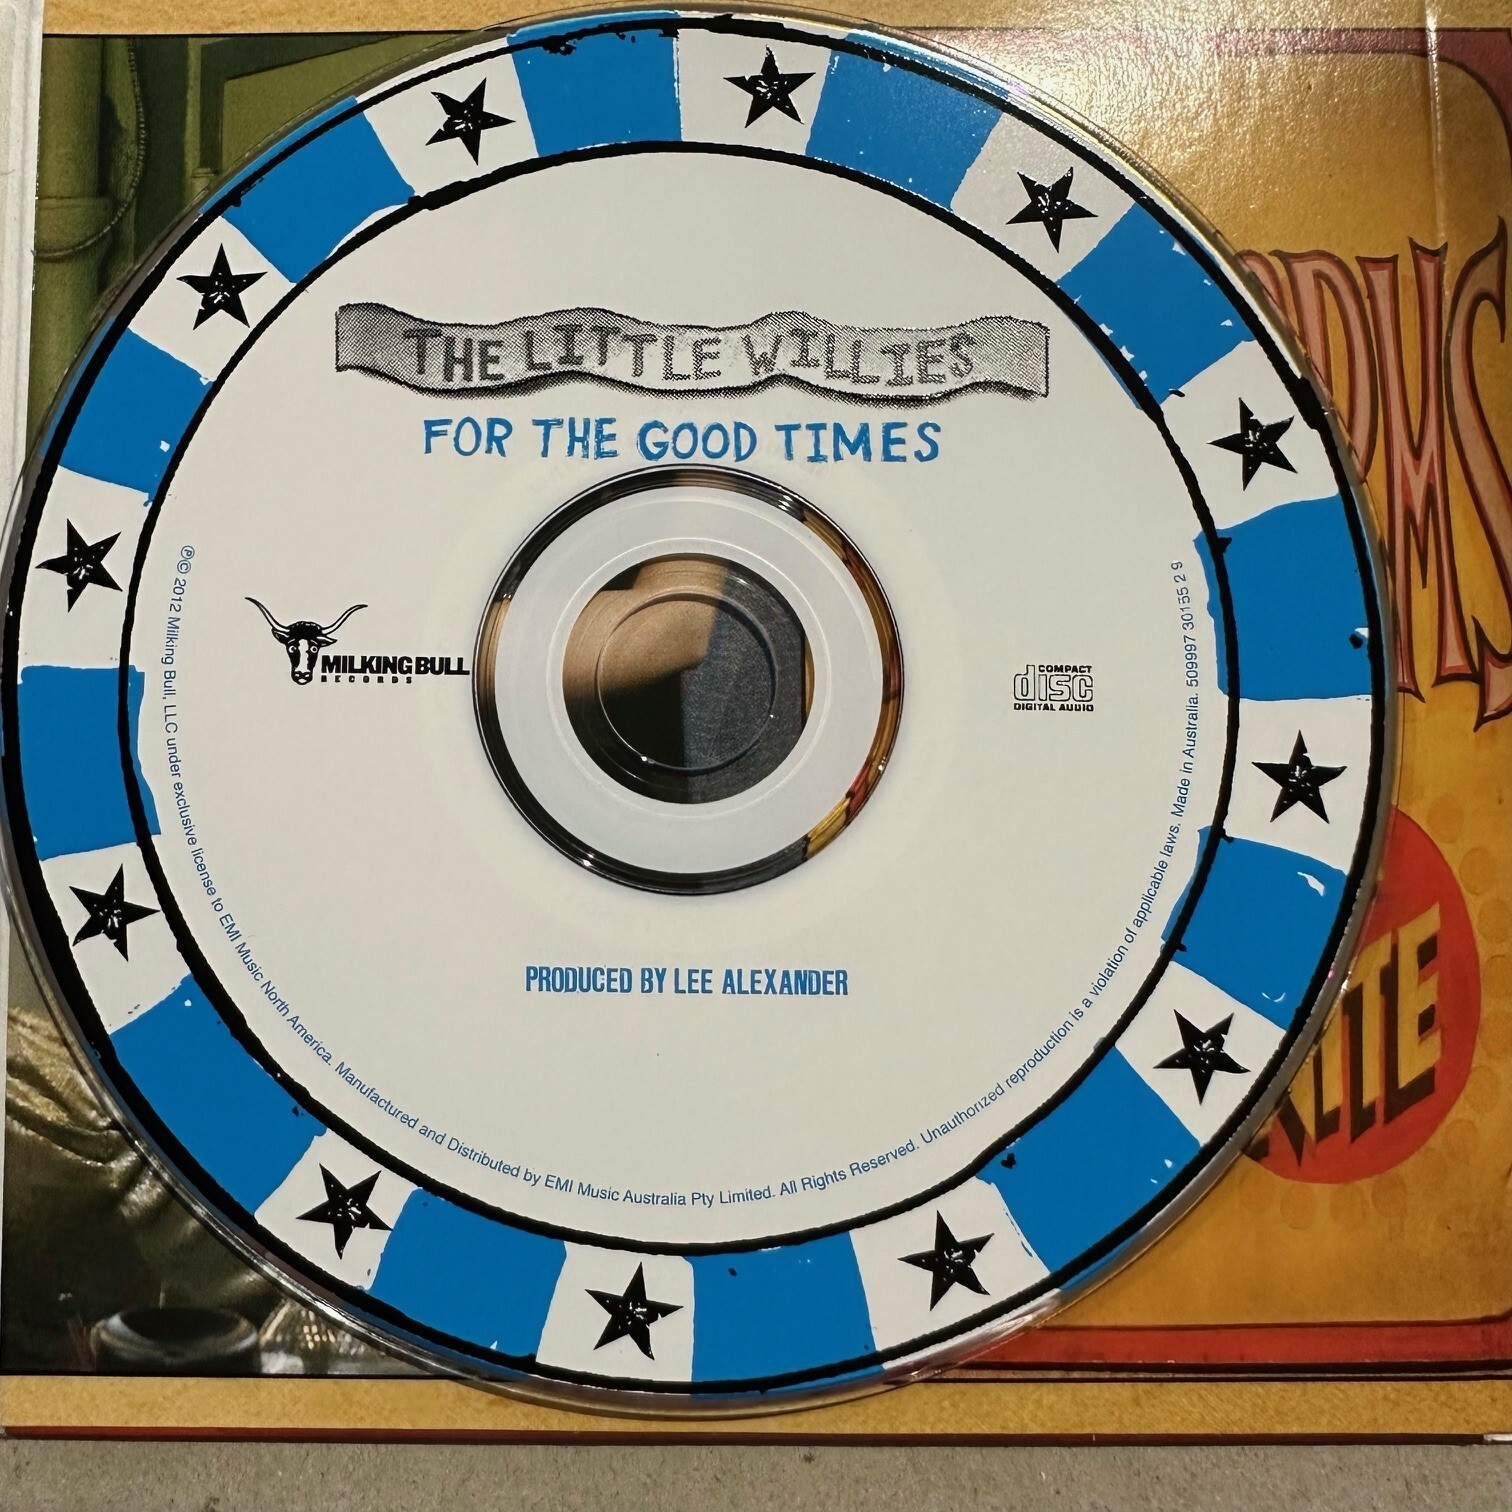 THE LITTLE WILLIES
FOR THE GOOD TIMES
MILKING BULL
RECORDS
COMPACT
disc
DIGITAL AUDIO
PRODUCED BY LEE ALEXANDER
℗© 2012 Milking Bull, LLC under exclusive license to EMI Music North America. Manufactured and Distributed by EMI Music Australia Pty Limited. All Rights Reserved. Unauthorized reproduction is a violation of applicable laws. Made in Australia. 509997 30155 2 9